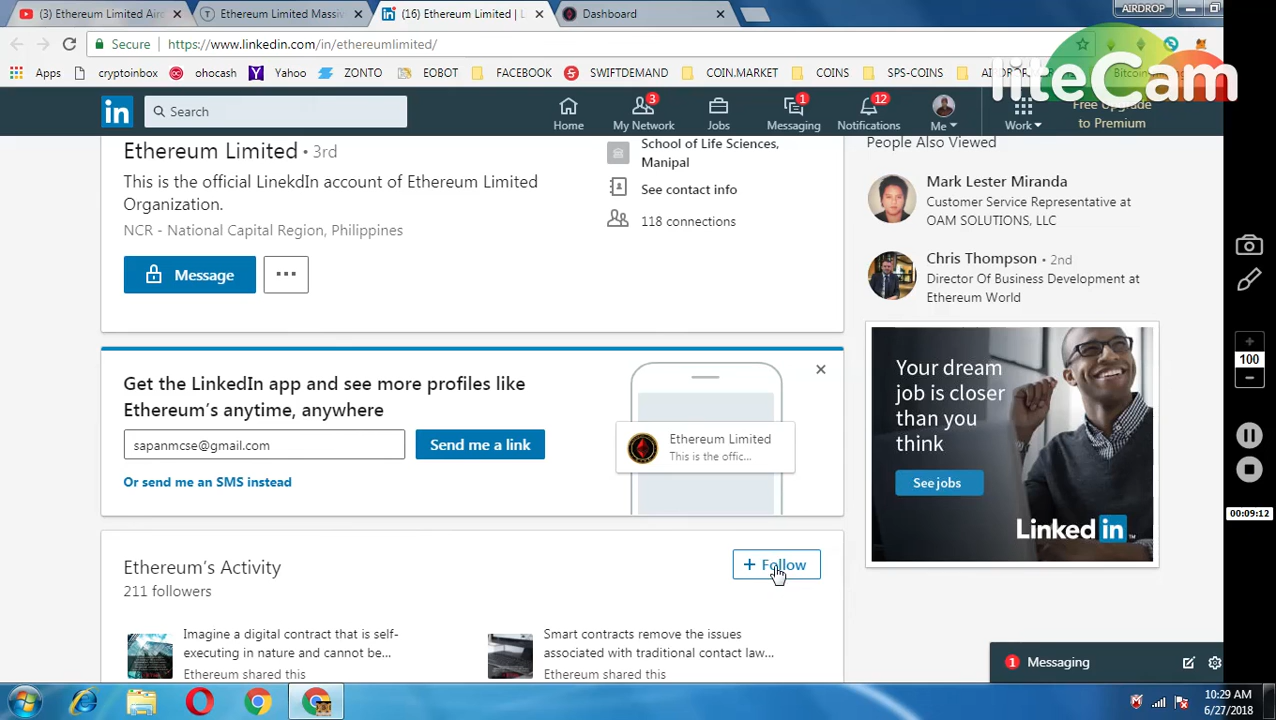 (3) Ethereum Limited Aird
Ethereum Limited Massiv
(16) Ethereum Limited | L
Dashboard
AIRDROP
Secure
https://www.linkedin.com/in/ethereumlimited/
Apps
cryptoinbox
ohocash
Yahoo
ZONTO
EOBOT
FACEBOOK
SWIFTDEMAND
COIN.MARKET
COINS
SPS-COINS
liteCam
in
Search
Home
3
My Network
Jobs
1
Messaging
12
Notifications
Me
Work
Free Upgrade
to Premium
Ethereum Limited • 3rd
This is the official LinekdIn account of Ethereum Limited
Organization.
NCR - National Capital Region, Philippines
Message
School of Life Sciences,
Manipal
See contact info
118 connections
People Also Viewed
Mark Lester Miranda
Customer Service Representative at
OAM SOLUTIONS, LLC
Chris Thompson • 2nd
Director Of Business Development at
Ethereum World
Get the LinkedIn app and see more profiles like
Ethereum's anytime, anywhere
sapanmcse@gmail.com
Send me a link
Or send me an SMS instead
Ethereum Limited
This is the offic...
Your dream
job is closer
than you
think
See jobs
Linked in
100
00:09:12
Ethereum's Activity
211 followers
+ Follow
Imagine a digital contract that is self-
executing in nature and cannot be...
Ethereum shared this
Smart contracts remove the issues
associated with traditional contact law...
Ethereum shared this
1 Messaging
10:29 AM
6/27/2018